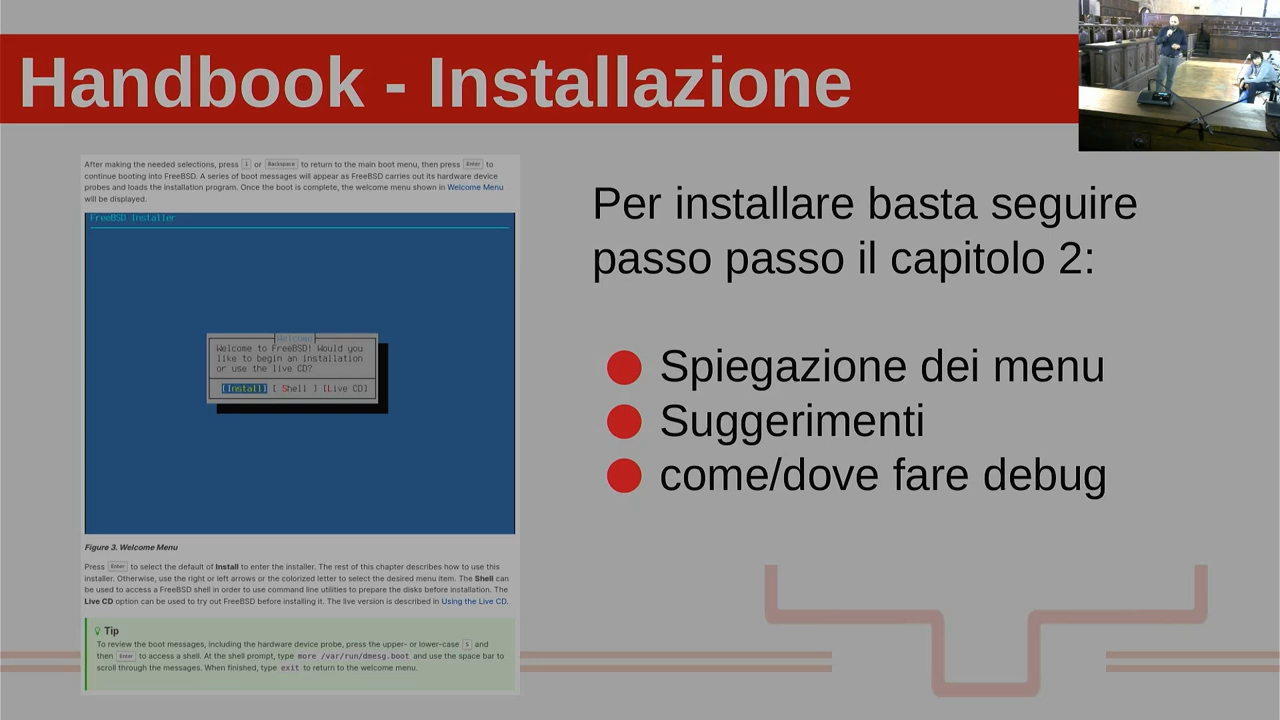 Handbook - Installazione
After making the needed selections, press 1 or Backspace to return to the main boot menu, then press Enter to
continue booting into FreeBSD. A series of boot messages will appear as FreeBSD carries out its hardware device
probes and loads the installation program. Once the boot is complete, the welcome menu shown in Welcome Menu
will be displayed.
FreeBSD Installer
Welcome
Welcome to FreeBSD! Would you
like to begin an installation
or use the live CD?
[Install] [ Shell ] [Live CD]
Figure 3. Welcome Menu
Press Enter to select the default of Install to enter the installer. The rest of this chapter describes how to use this
installer. Otherwise, use the right or left arrows or the colorized letter to select the desired menu item. The Shell can
be used to access a FreeBSD shell in order to use command line utilities to prepare the disks before installation. The
Live CD option can be used to try out FreeBSD before installing it. The live version is described in Using the Live CD.
Tip
To review the boot messages, including the hardware device probe, press the upper- or lower-case S and
then Enter to access a shell. At the shell prompt, type more /var/run/dmesg.boot and use the space bar to
scroll through the messages. When finished, type exit to return to the welcome menu.
Per installare basta seguire
passo passo il capitolo 2:
Spiegazione dei menu
Suggerimenti
come/dove fare debug